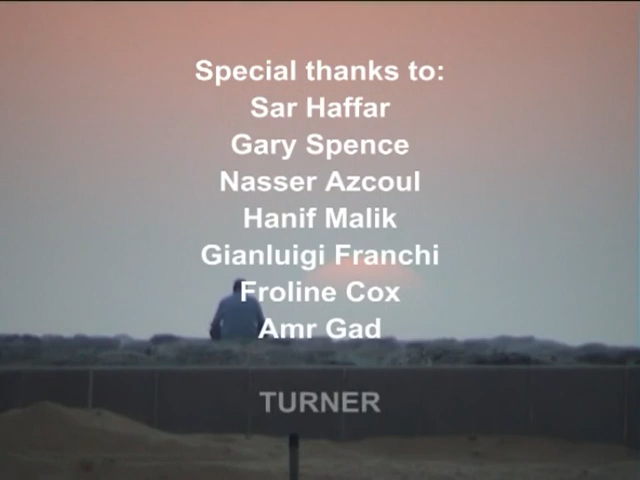 Special thanks to:
Sar Haffar
Gary Spence
Nasser Azcoul
Hanif Malik
Gianluigi Franchi
Froline Cox
Amr Gad
TURNER